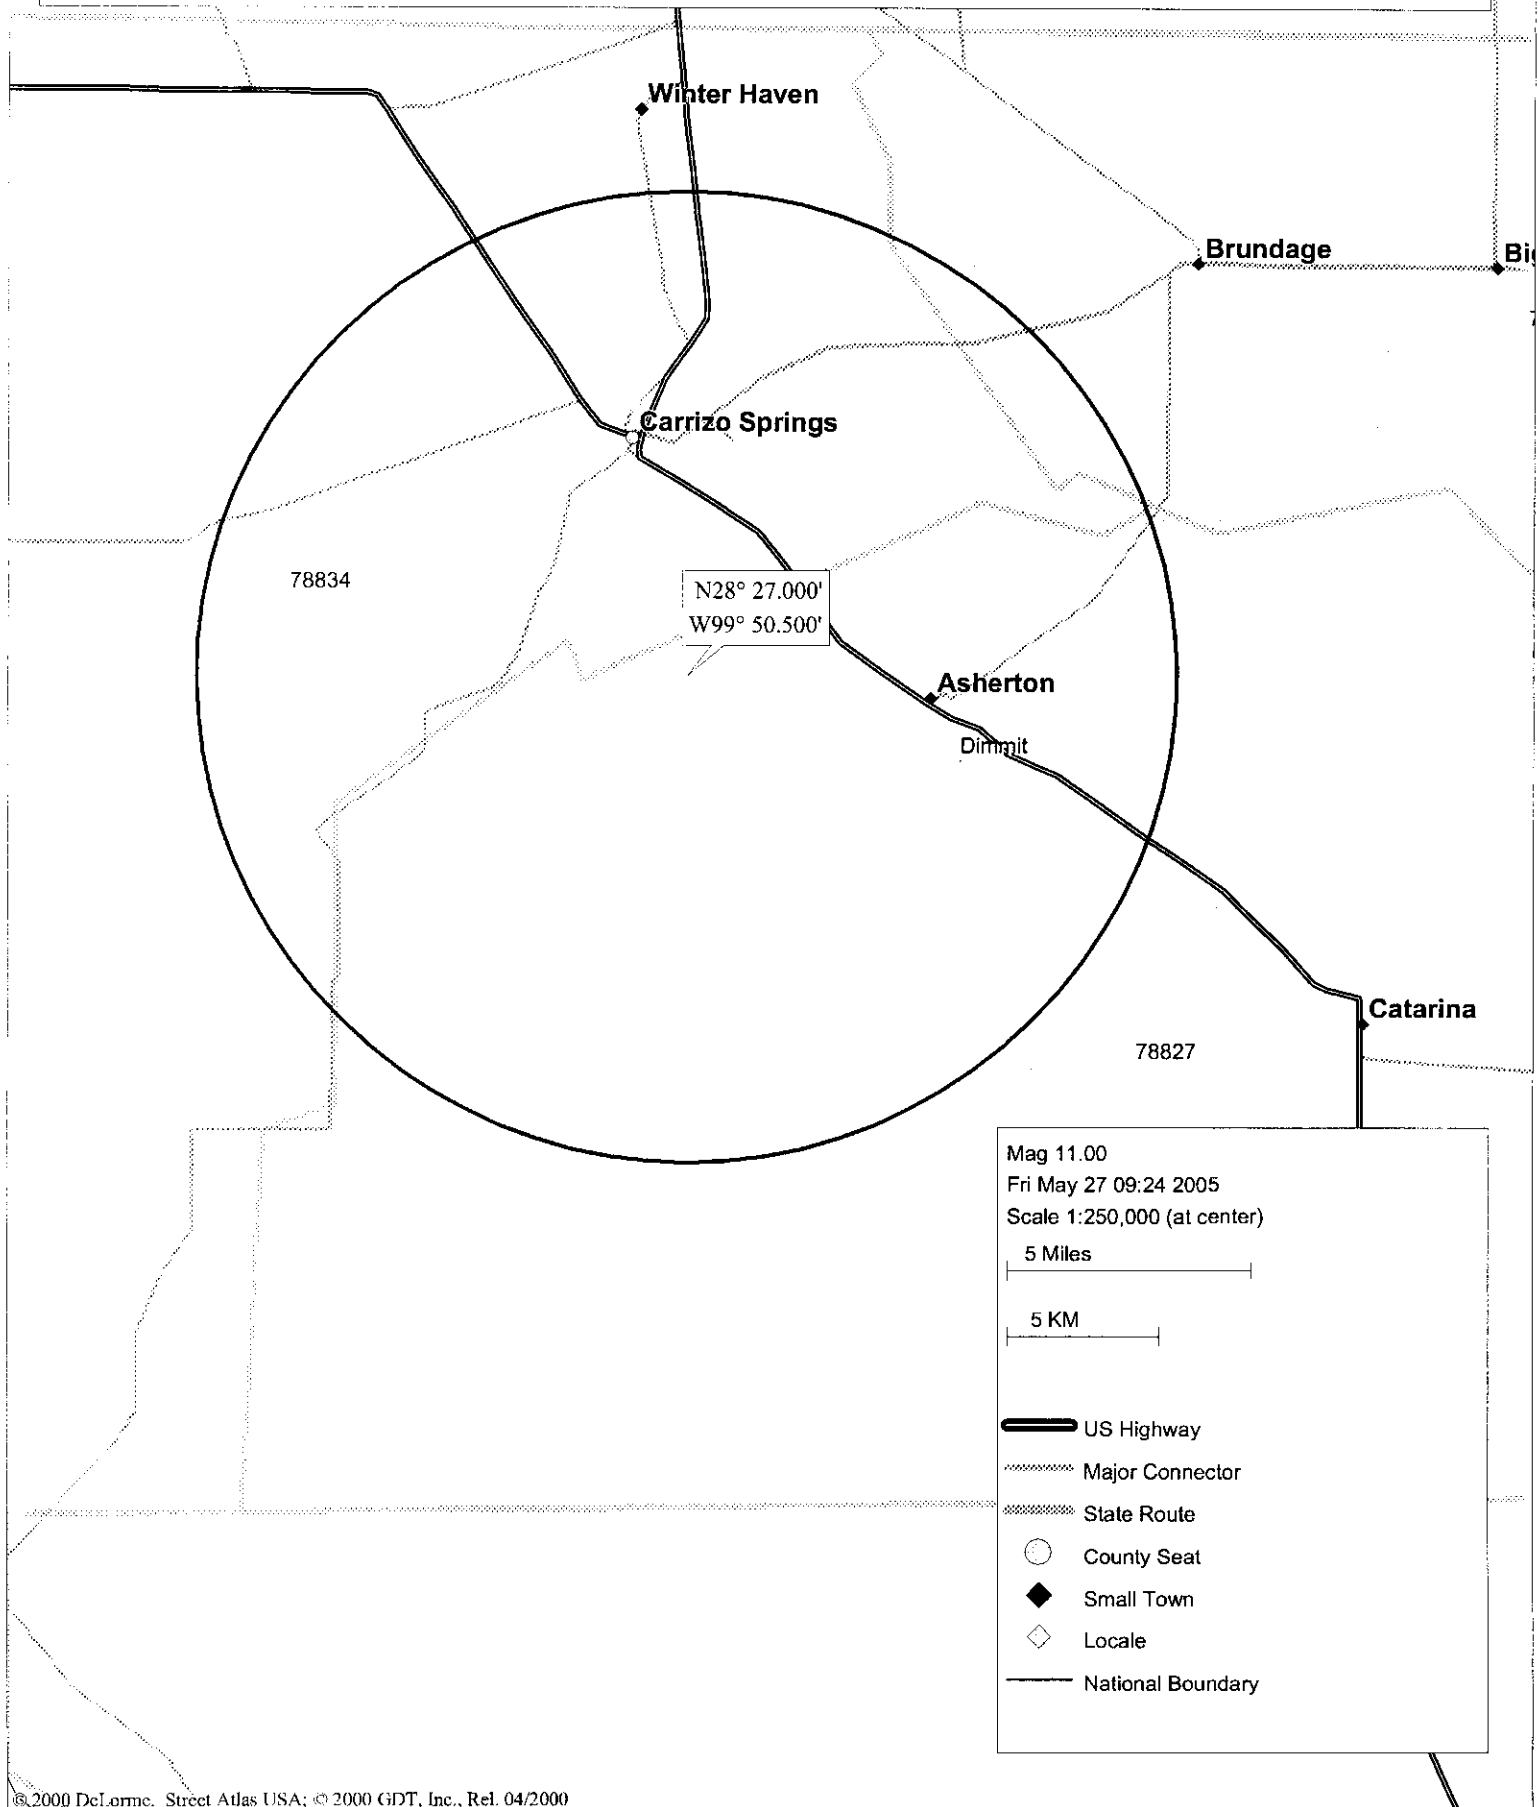 Winter Haven
Brundage
Carrizo Springs
78834
N28° 27.000'
W99° 50.500'
Asherton
Dimmit
Catarina
78827
Mag 11.00
Fri May 27 09:24 2005
Scale 1:250,000 (at center)
5 Miles
5 KM
US Highway
Major Connector
State Route
County Seat
Small Town
Locale
National Boundary
© 2000 DeLorme. Street Atlas USA; © 2000 GDT, Inc., Rel. 04/2000